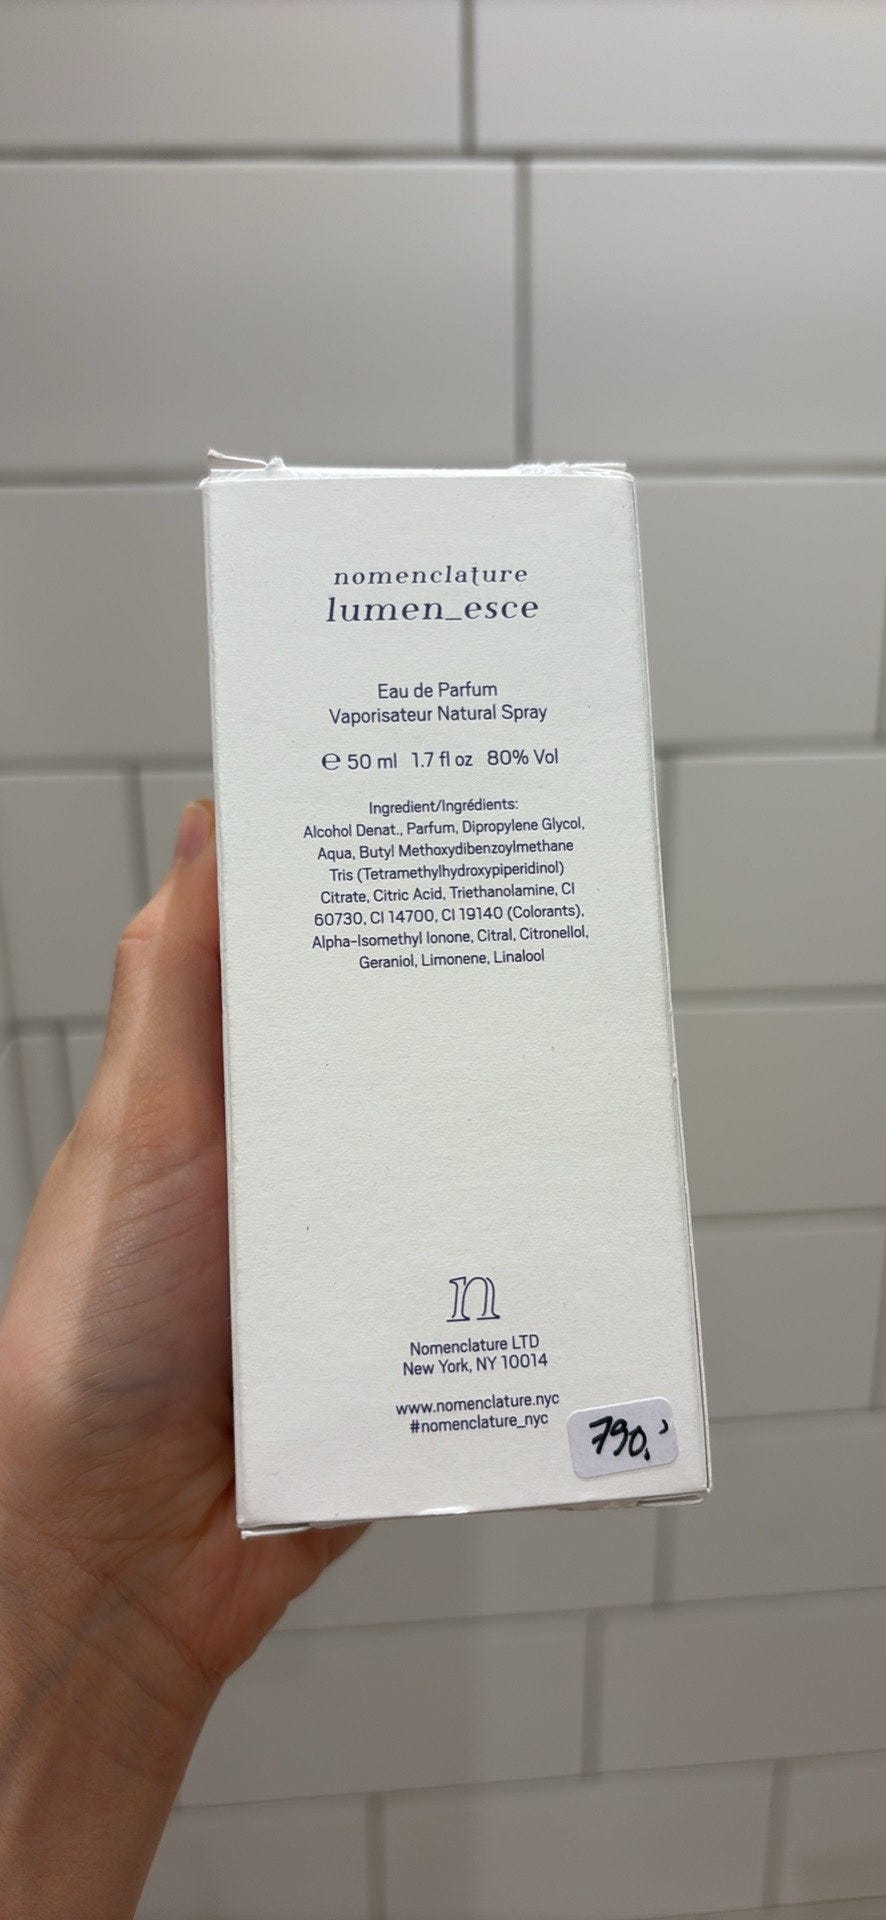 nomenclature
lumen_esce
Eau de Parfum
Vaporisateur Natural Spray
℮ 50 ml 1.7 fl oz 80% Vol
Ingredient/Ingrédients:
Alcohol Denat., Parfum, Dipropylene Glycol,
Aqua, Butyl Methoxydibenzoylmethane
Tris (Tetramethylhydroxypiperidinol)
Citrate, Citric Acid, Triethanolamine, CI
60730, CI 14700, CI 19140 (Colorants),
Alpha-Isomethyl Ionone, Citral, Citronellol,
Geraniol, Limonene, Linalool
n
Nomenclature LTD
New York, NY 10014
www.nomenclature.nyc
#nomenclature_nyc
790,-